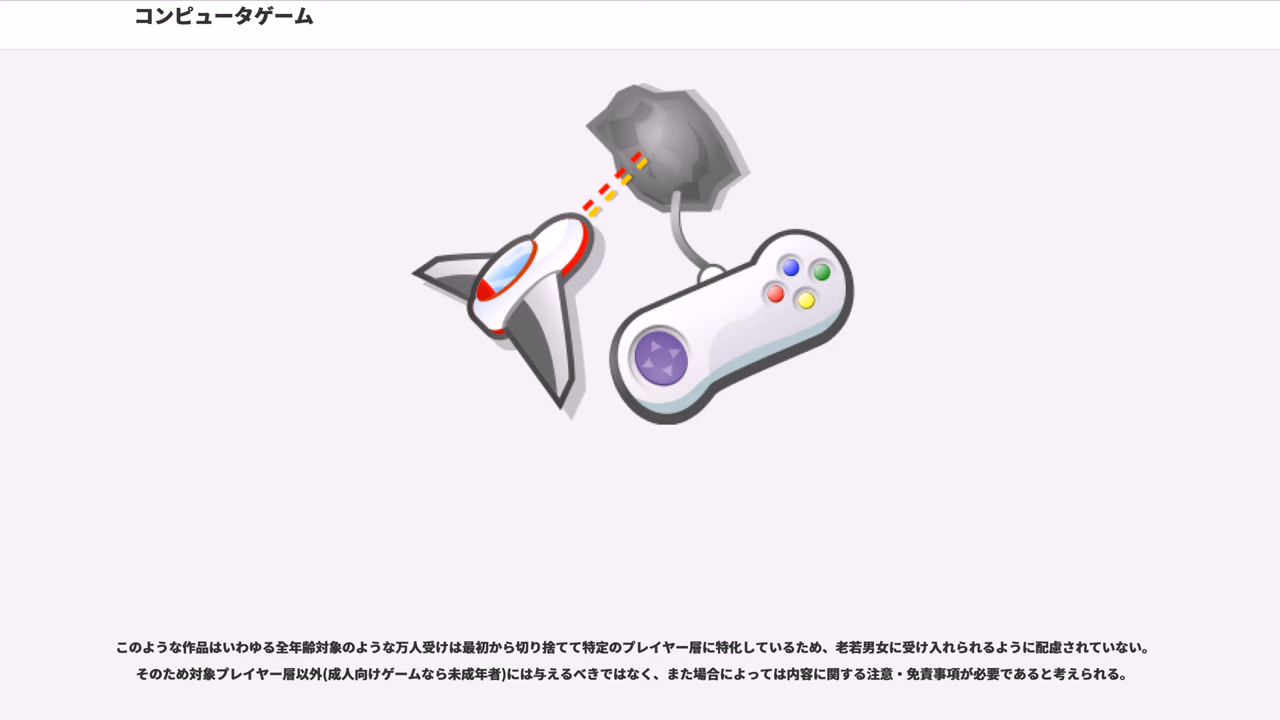 コンピュータゲーム
このような作品はいわゆる全年齢対象のような万人受けは最初から切り捨てて特定のプレイヤー層に特化しているため、老若男女に受け入れられるように配慮されていない。
そのため対象プレイヤー層以外(成人向けゲームなら未成年者)には与えるべきではなく、また場合によっては内容に関する注意・免責事項が必要であると考えられる。